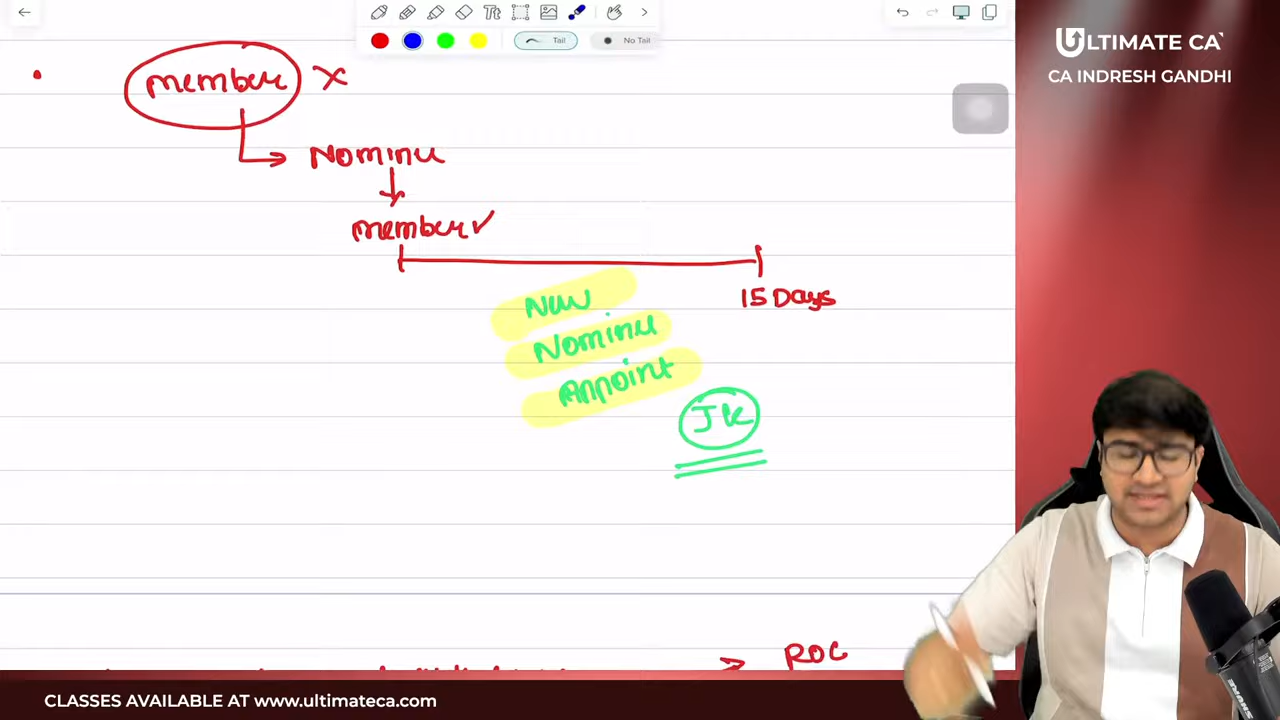 Tt
Tail
No Tail
ULTIMATE CA
CA INDRESH GANDHI
member X
Nominee
member ✓
15 Days
New
Nominee
Appoint
JK
ROC
CLASSES AVAILABLE AT www.ultimateca.com